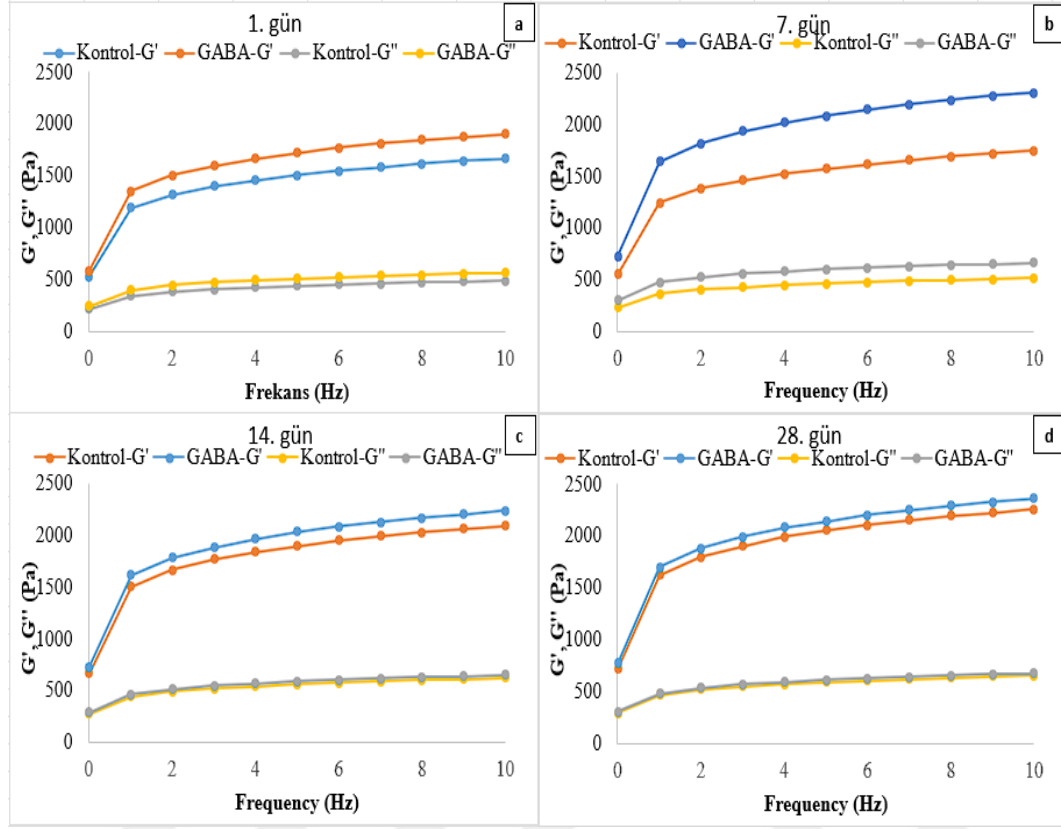 1. gün
a
Kontrol-G' GABA-G' Kontrol-G'' GABA-G''
2500
2000
1500
1000
500
0
G', G'' (Pa)
0 2 4 6 8 10
Frekans (Hz)
7. gün
b
Kontrol-G' GABA-G' Kontrol-G'' GABA-G''
2500
2000
1500
1000
500
0
G', G'' (Pa)
0 2 4 6 8 10
Frequency (Hz)
14. gün
c
Kontrol-G' GABA-G' Kontrol-G'' GABA-G''
2500
2000
1500
1000
500
0
G', G'' (Pa)
0 2 4 6 8 10
Frequency (Hz)
28. gün
d
Kontrol-G' GABA-G' Kontrol-G'' GABA-G''
2500
2000
1500
1000
500
0
G', G'' (Pa)
0 2 4 6 8 10
Frequency (Hz)